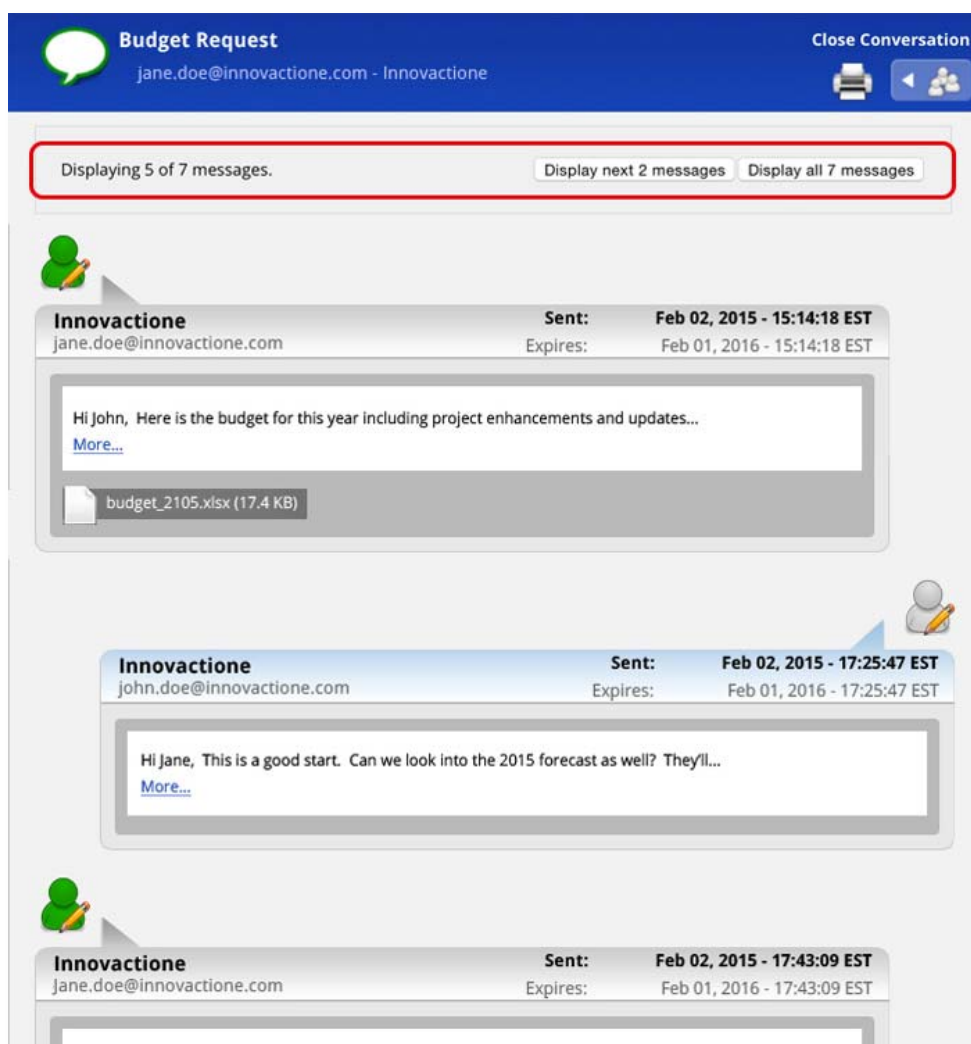 Budget Request
Close Conversation
jane.doe@innovactione.com - Innovactione
Displaying 5 of 7 messages.
Display next 2 messages
Display all 7 messages
Innovactione
Sent: Feb 02, 2015 - 15:14:18 EST
jane.doe@innovactione.com
Expires: Feb 01, 2016 - 15:14:18 EST
Hi John, Here is the budget for this year including project enhancements and updates...
More...
budget_2105.xlsx (17.4 KB)
Innovactione
Sent: Feb 02, 2015 - 17:25:47 EST
john.doe@innovactione.com
Expires: Feb 01, 2016 - 17:25:47 EST
Hi Jane, This is a good start. Can we look into the 2015 forecast as well? They'll...
More...
Innovactione
Sent: Feb 02, 2015 - 17:43:09 EST
Jane.doe@innovactione.com
Expires: Feb 01, 2016 - 17:43:09 EST